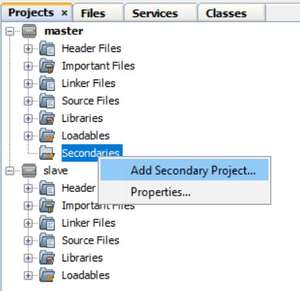 Projects × Files Services Classes
master
Header Files
Important Files
Linker Files
Source Files
Libraries
Loadables
Secondaries
Add Secondary Project...
slave
Properties...
Header
Important Files
Linker Files
Source Files
Libraries
Loadables